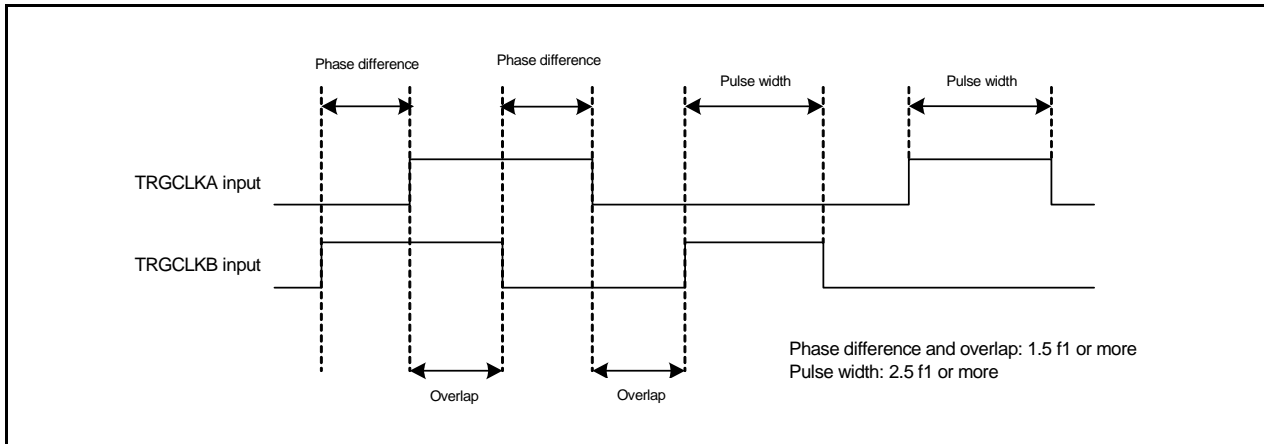 Phase difference
Phase difference
Pulse width
Pulse width
TRGCLKA input
TRGCLKB input
Phase difference and overlap: 1.5 f1 or more
Pulse width: 2.5 f1 or more
Overlap
Overlap